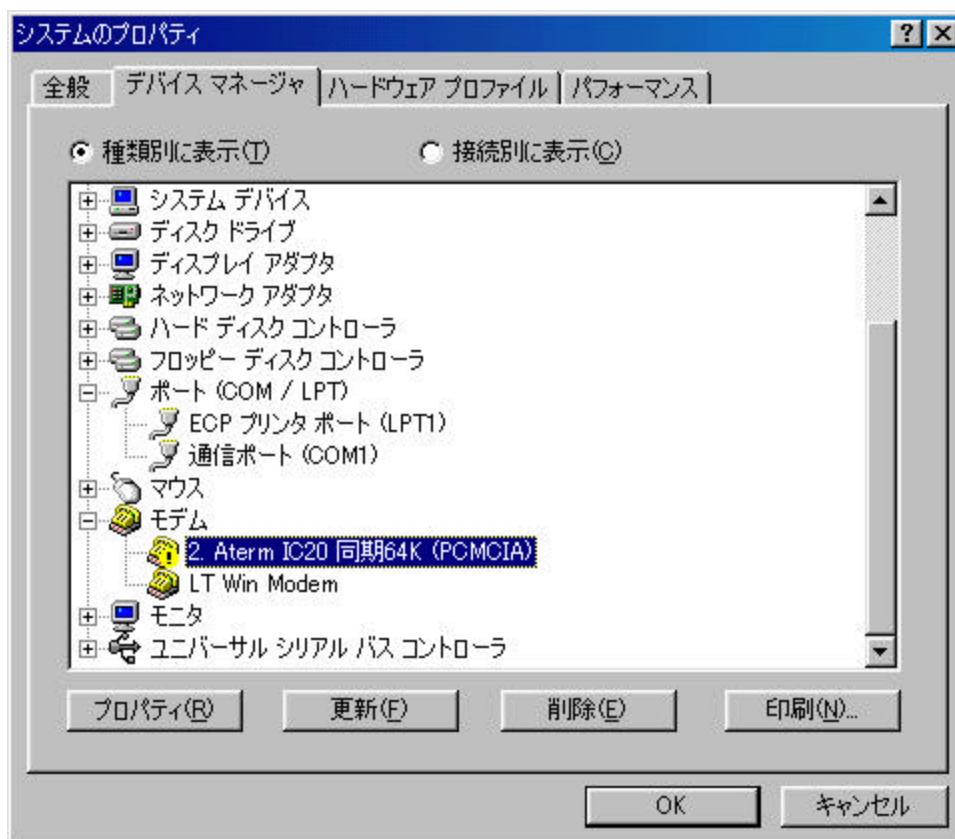 システムのプロパティ
全般 デバイス マネージャ ハードウェア プロファイル パフォーマンス
種類別に表示(T) 接続別に表示(C)
システム デバイス
ディスク ドライブ
ディスプレイ アダプタ
ネットワーク アダプタ
ハード ディスク コントローラ
フロッピー ディスク コントローラ
ポート (COM / LPT)
ECP プリンタ ポート (LPT1)
通信ポート (COM1)
マウス
モデム
2. Aterm IC20 同期64K (PCMCIA)
LT Win Modem
モニタ
ユニバーサル シリアル バス コントローラ
プロパティ(R) 更新(F) 削除(E) 印刷(N)...
OK キャンセル